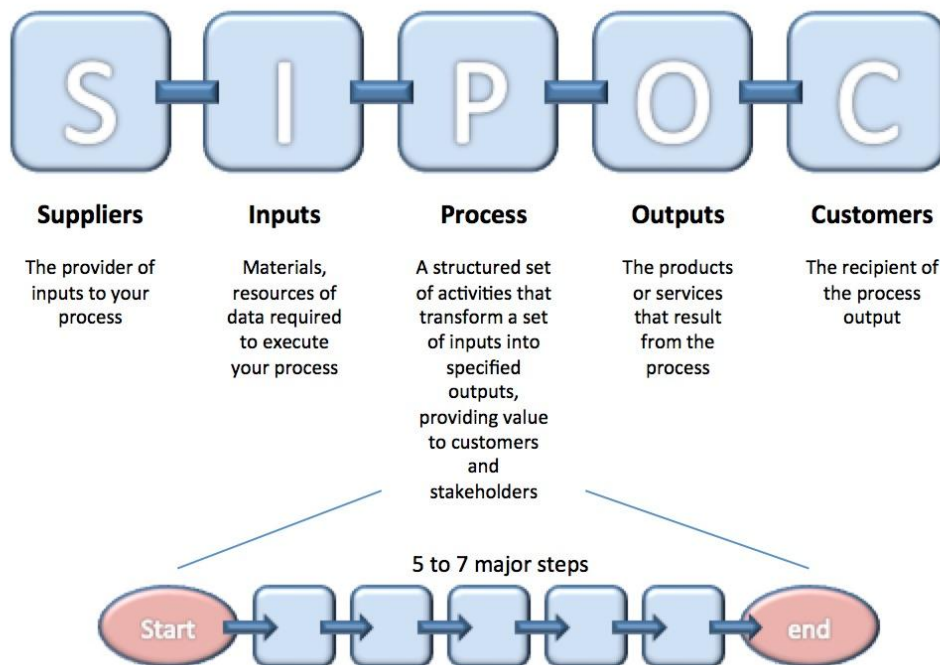 S I P O C
Suppliers
The provider of
inputs to your
process
Inputs
Materials,
resources of
data required
to execute
your process
Process
A structured set
of activities that
transform a set
of inputs into
specified
outputs,
providing value
to customers
and
stakeholders
Outputs
The products
or services
that result
from the
process
Customers
The recipient of
the process
output
5 to 7 major steps
Start
end